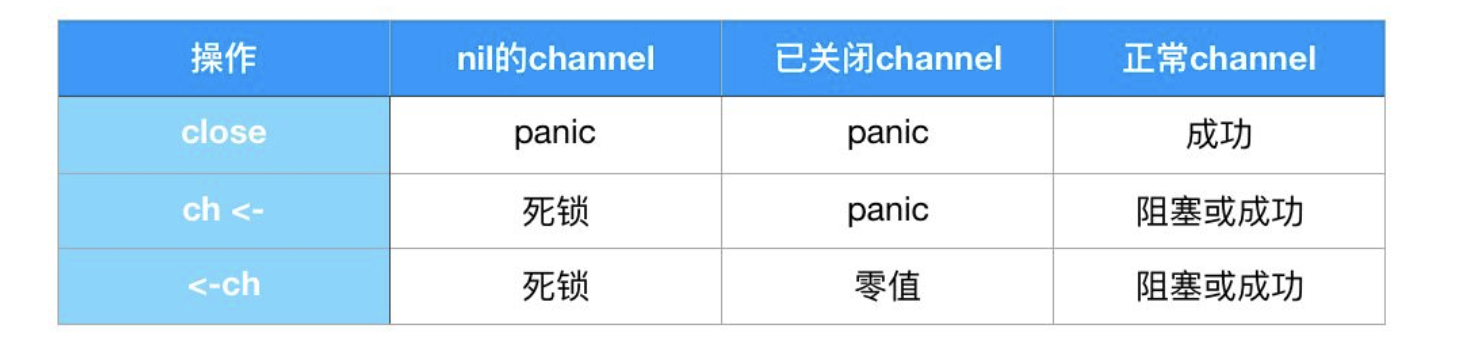 操作 nil的channel 已关闭channel 正常channel
close panic panic 成功
ch <- 死锁 panic 阻塞或成功
<-ch 死锁 零值 阻塞或成功